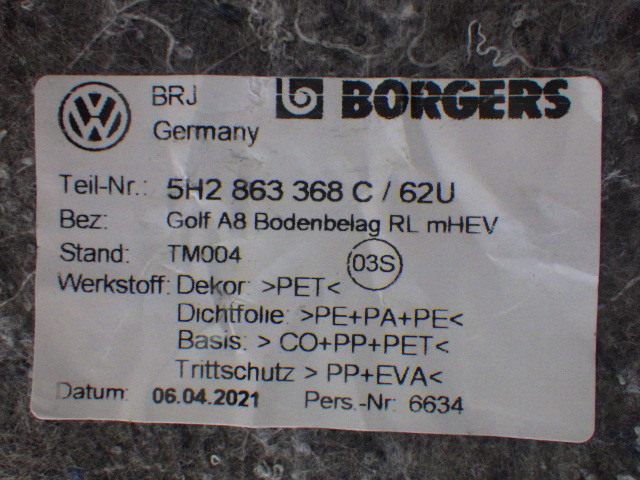 BRJ BORGERS
Germany
Teil-Nr.: 5H2 863 368 C / 62U
Bez: Golf A8 Bodenbelag RL mHEV
Stand: TM004 03S
Werkstoff: Dekor: >PET<
Dichtfolie: >PE+PA+PE<
Basis: > CO+PP+PET<
Trittschutz > PP+EVA<
Datum: 06.04.2021 Pers.-Nr: 6634